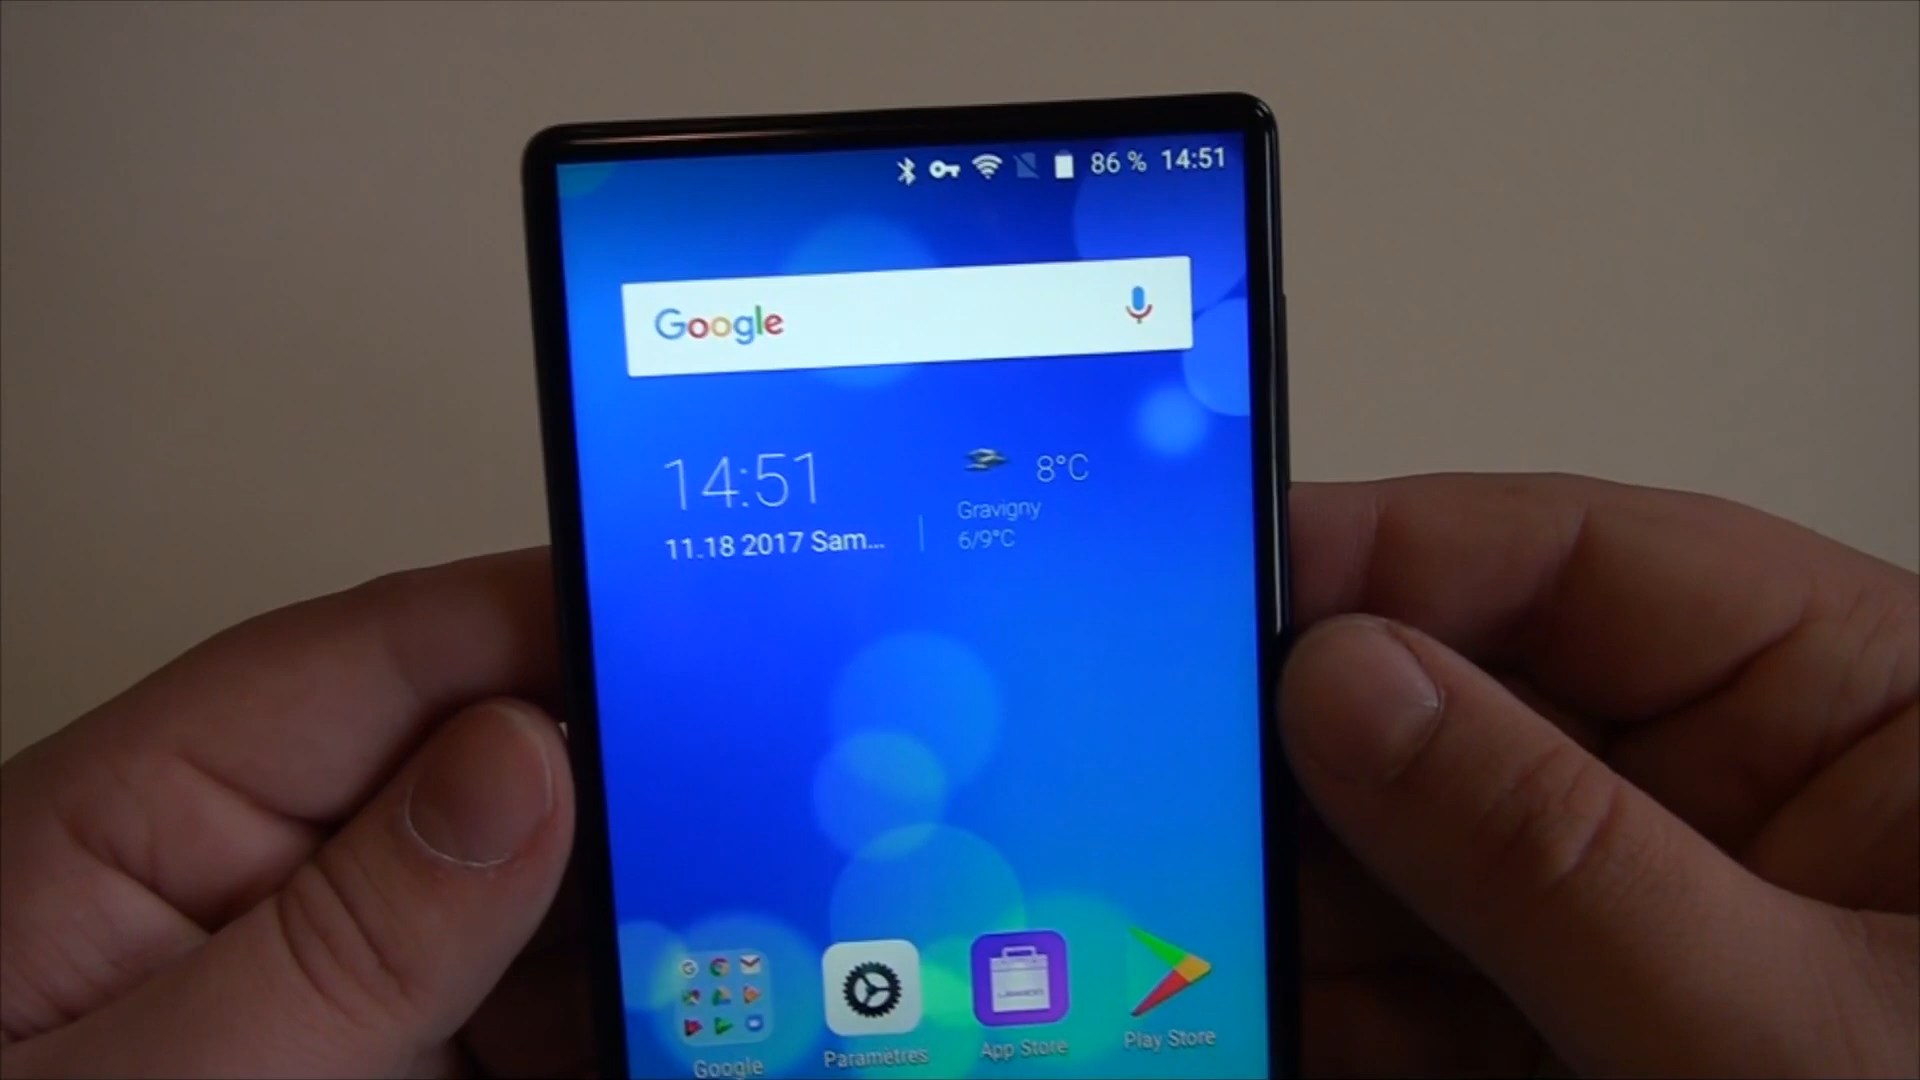 86 % 14:51
Google
14:51
8°C
11.18 2017 Sam...
Gravigny
6/9°C
Google
Paramètres
App Store
Play Store